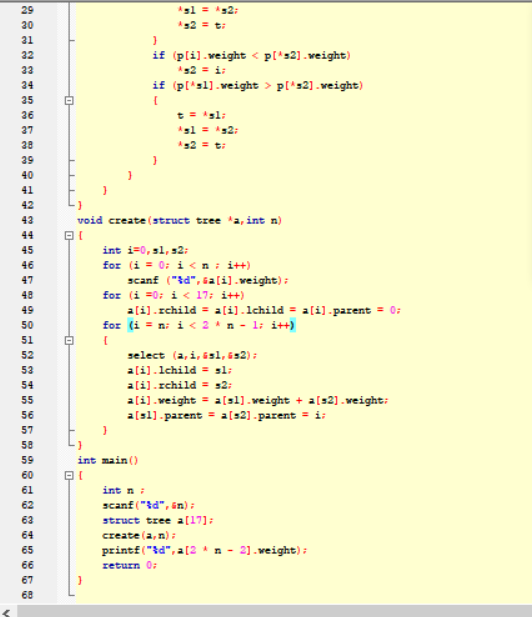 29 *s1 = *s2;
30 *s2 = t;
31 }
32 if (p[i].weight < p[*s2].weight)
33 *s2 = i;
34 if (p[*s1].weight > p[*s2].weight)
35 {
36 t = *s1;
37 *s1 = *s2;
38 *s2 = t;
39 }
40 }
41 }
42 }
43 void create(struct tree *a,int n)
44 {
45 int i=0,s1,s2;
46 for (i = 0; i < n ; i++)
47 scanf ("%d",&a[i].weight);
48 for (i =0; i < 17; i++)
49 a[i].rchild = a[i].lchild = a[i].parent = 0;
50 for (i = n; i < 2 * n - 1; i++)
51 {
52 select (a,i,&s1,&s2);
53 a[i].lchild = s1;
54 a[i].rchild = s2;
55 a[i].weight = a[s1].weight + a[s2].weight;
56 a[s1].parent = a[s2].parent = i;
57 }
58 }
59 int main()
60 {
61 int n ;
62 scanf("%d",&n);
63 struct tree a[17];
64 create(a,n);
65 printf("%d",a[2 * n - 2].weight);
66 return 0;
67 }
68